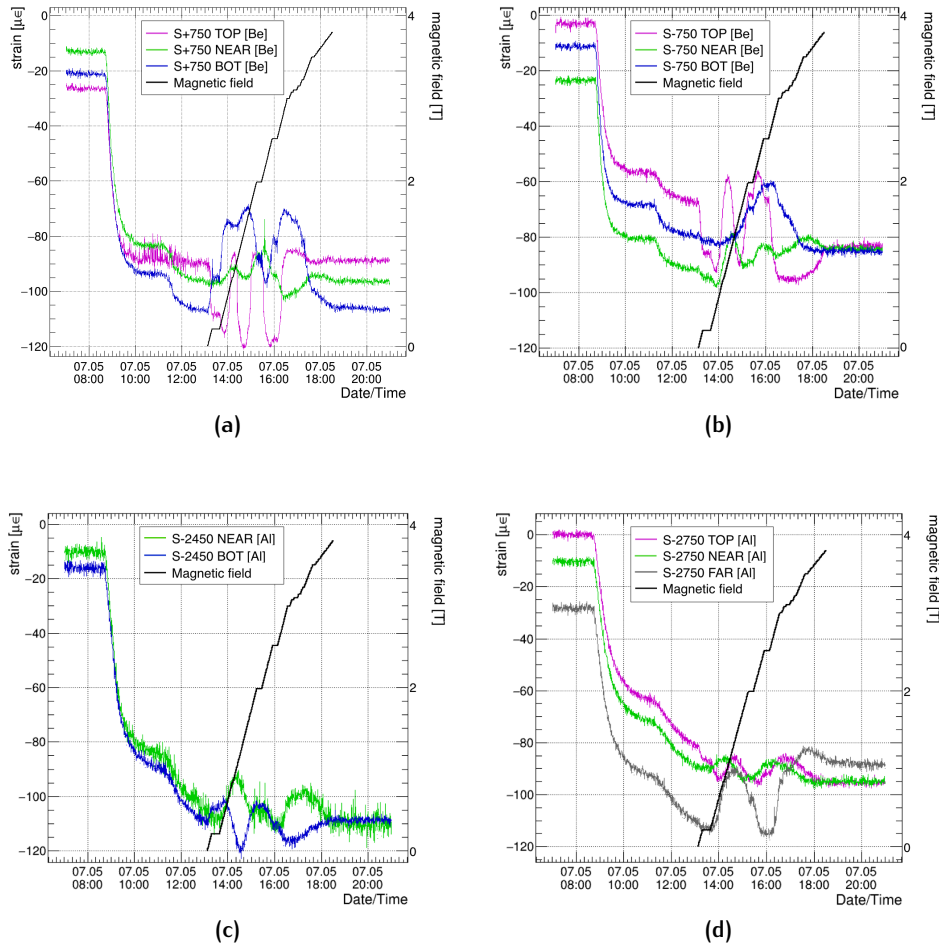 strain [µε]
magnetic field [T]
0
−20
−40
−60
−80
−100
−120
4
2
0
S+750 TOP [Be]
S+750 NEAR [Be]
S+750 BOT [Be]
Magnetic field
07.05 07.05 07.05 07.05 07.05 07.05 07.05
08:00 10:00 12:00 14:00 16:00 18:00 20:00
Date/Time
(a)
strain [µε]
magnetic field [T]
0
−20
−40
−60
−80
−100
−120
4
2
0
S-750 TOP [Be]
S-750 NEAR [Be]
S-750 BOT [Be]
Magnetic field
07.05 07.05 07.05 07.05 07.05 07.05 07.05
08:00 10:00 12:00 14:00 16:00 18:00 20:00
Date/Time
(b)
strain [µε]
magnetic field [T]
0
−20
−40
−60
−80
−100
−120
4
2
0
S-2450 NEAR [Al]
S-2450 BOT [Al]
Magnetic field
07.05 07.05 07.05 07.05 07.05 07.05 07.05
08:00 10:00 12:00 14:00 16:00 18:00 20:00
Date/Time
(c)
strain [µε]
magnetic field [T]
0
−20
−40
−60
−80
−100
−120
4
2
0
S-2750 TOP [Al]
S-2750 NEAR [Al]
S-2750 FAR [Al]
Magnetic field
07.05 07.05 07.05 07.05 07.05 07.05 07.05
08:00 10:00 12:00 14:00 16:00 18:00 20:00
Date/Time
(d)